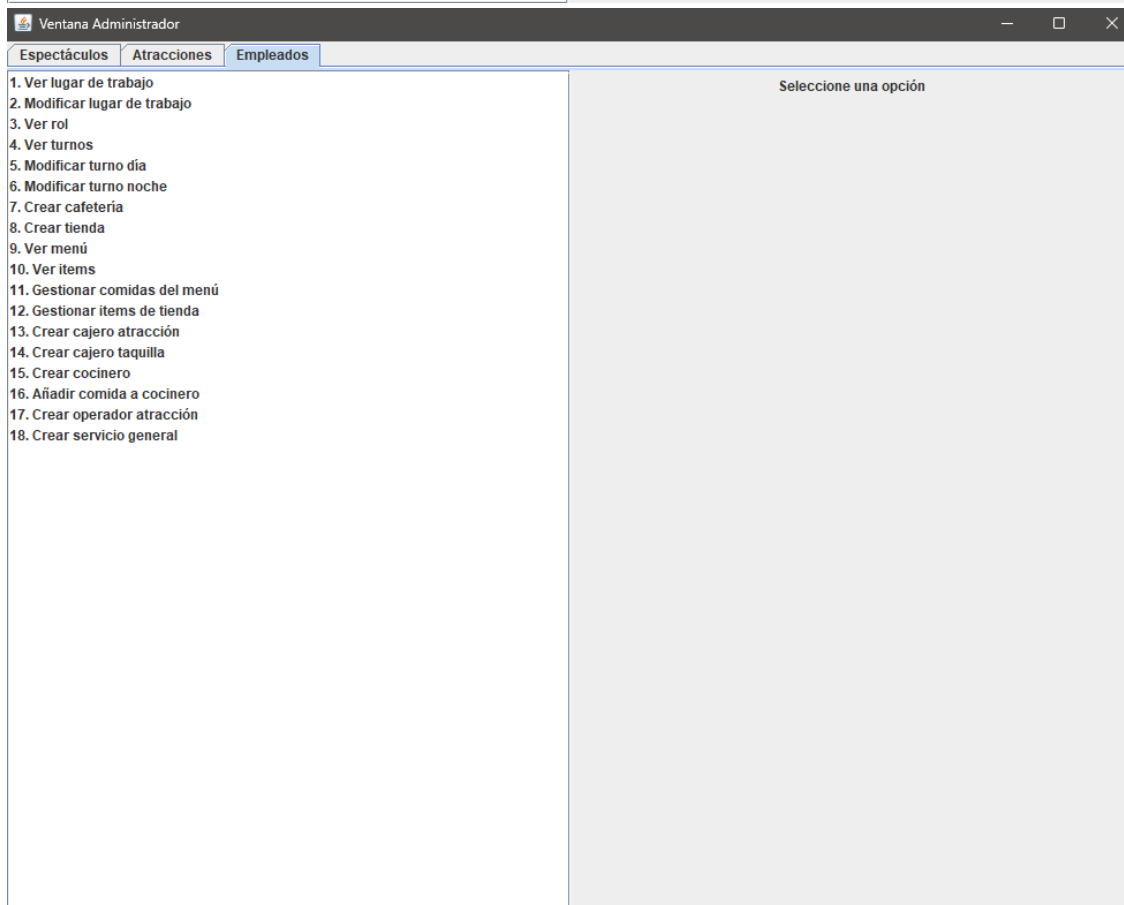 Ventana Administrador
Espectáculos Atracciones Empleados
1. Ver lugar de trabajo
2. Modificar lugar de trabajo
3. Ver rol
4. Ver turnos
5. Modificar turno día
6. Modificar turno noche
7. Crear cafetería
8. Crear tienda
9. Ver menú
10. Ver items
11. Gestionar comidas del menú
12. Gestionar items de tienda
13. Crear cajero atracción
14. Crear cajero taquilla
15. Crear cocinero
16. Añadir comida a cocinero
17. Crear operador atracción
18. Crear servicio general
Seleccione una opción